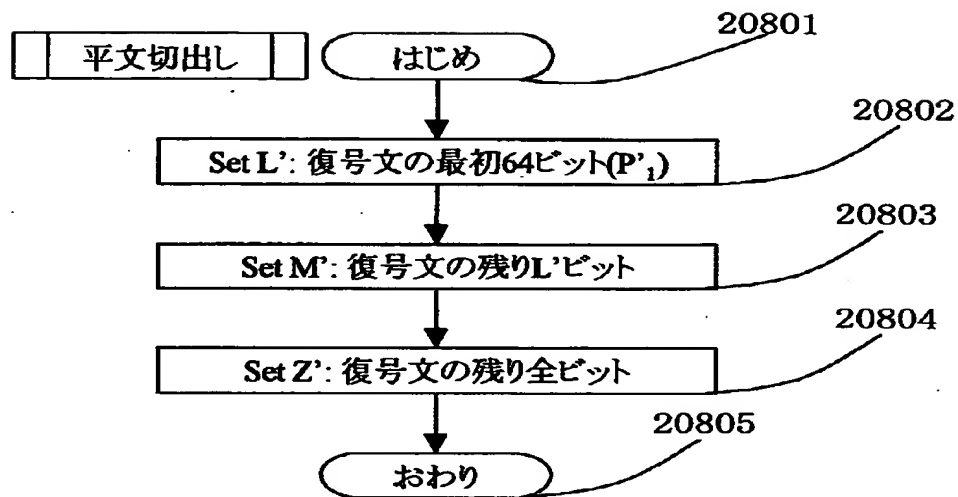 20801
平文切出し はじめ
20802
Set L’: 復号文の最初64ビット(P’₁)
20803
Set M’: 復号文の残りL’ビット
20804
Set Z’: 復号文の残り全ビット
20805
おわり